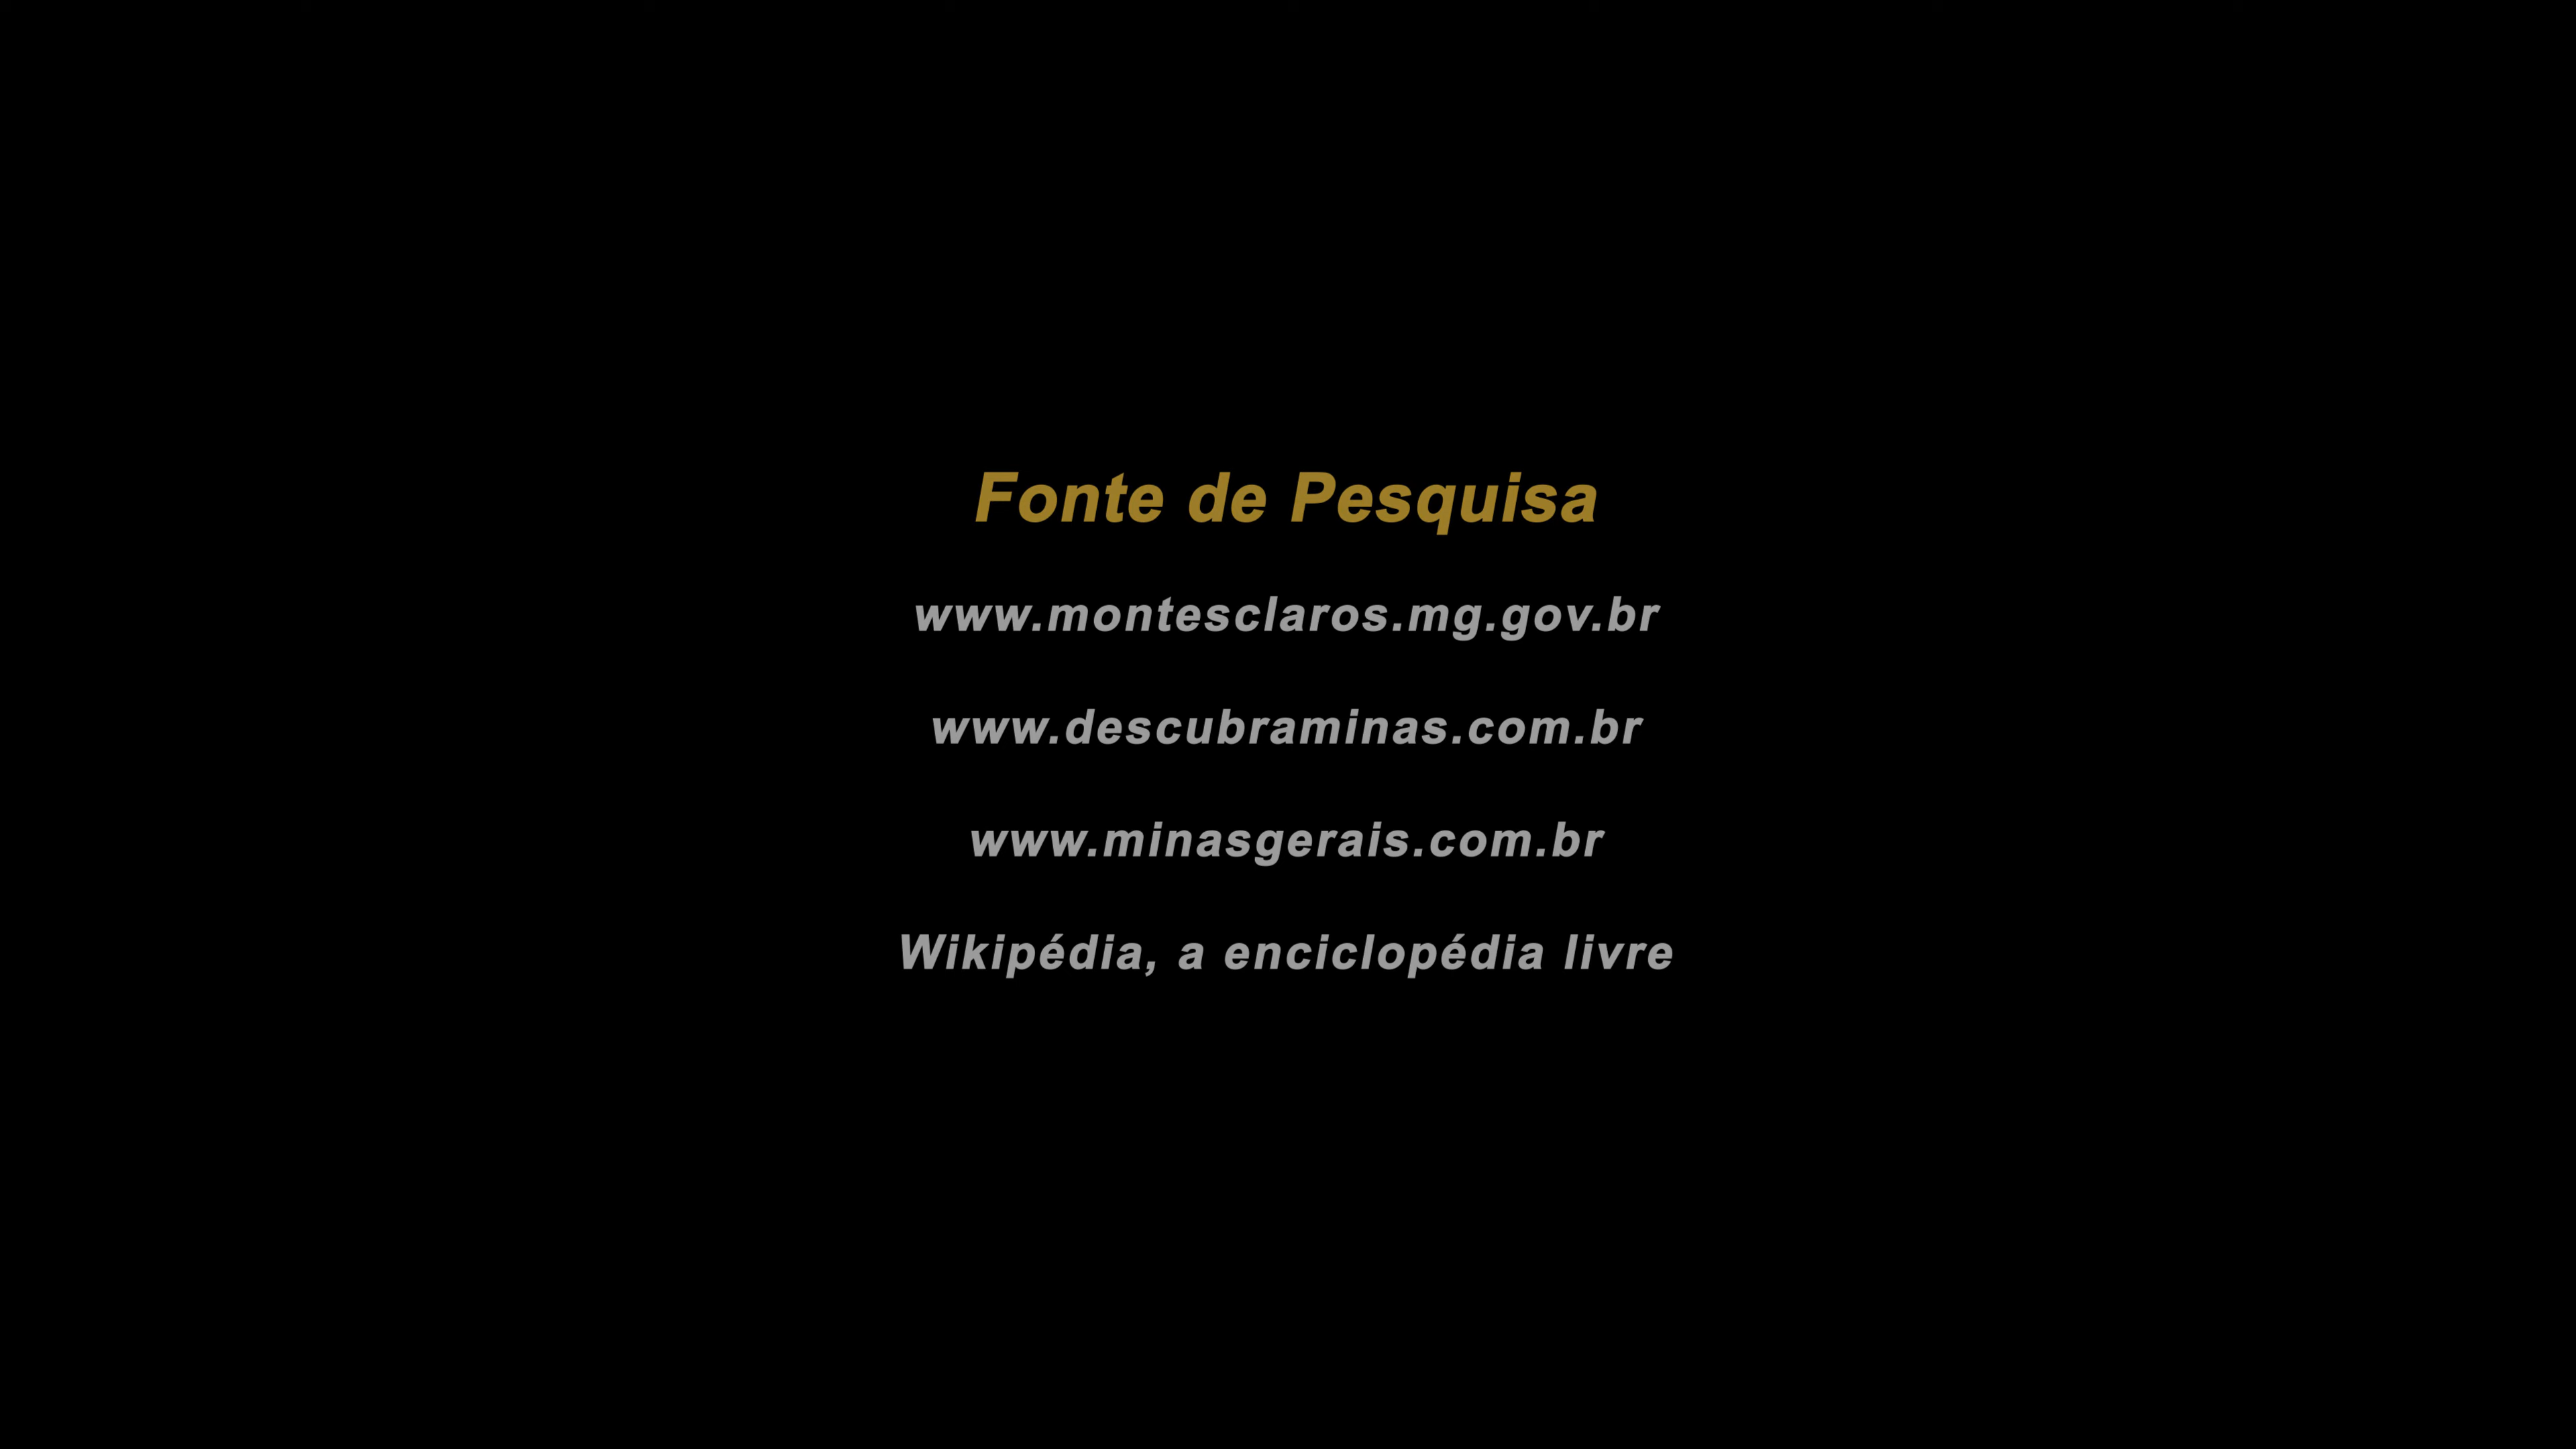 Fonte de Pesquisa
www.montesclaros.mg.gov.br
www.descubraminas.com.br
www.minasgerais.com.br
Wikipédia, a enciclopédia livre